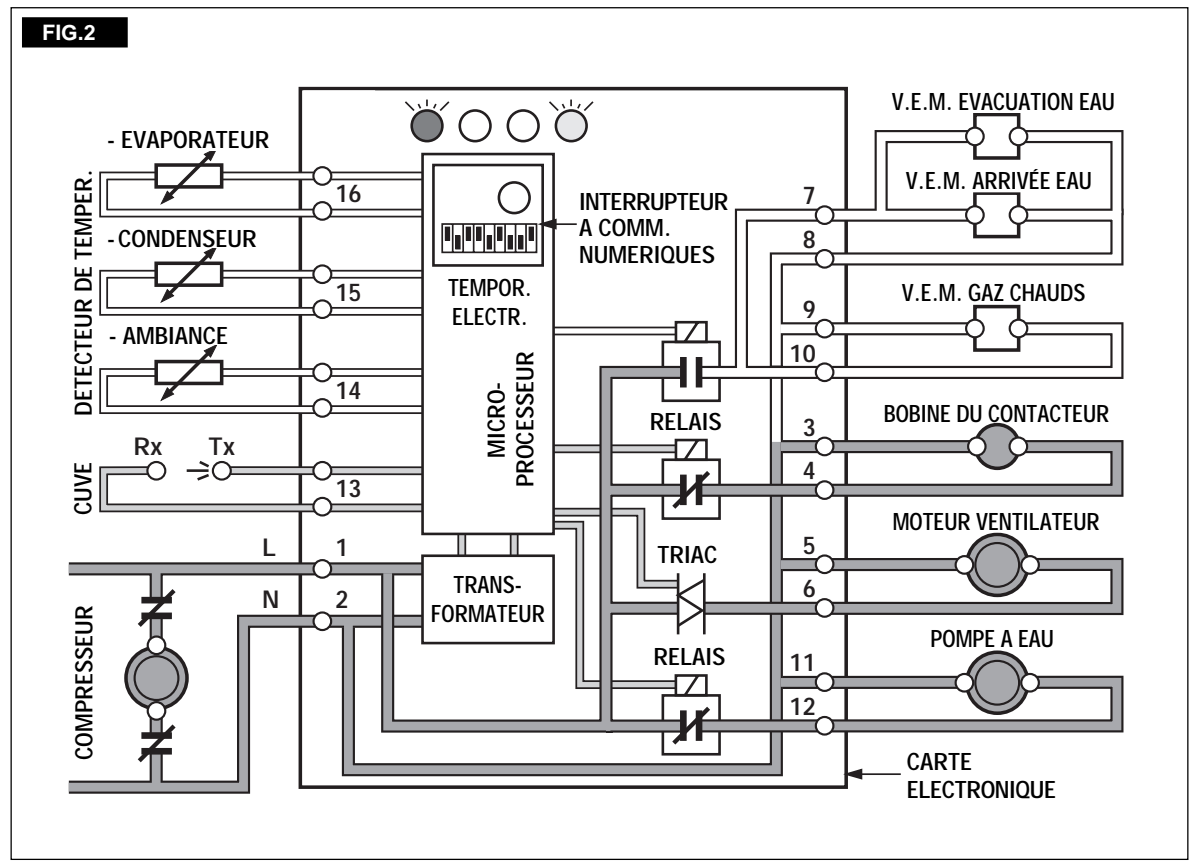 FIG.2
- EVAPORATEUR
16
- CONDENSEUR
15
- AMBIANCE
14
DETECTEUR DE TEMPER.
Rx
Tx
13
CUVE
L
1
N
2
COMPRESSEUR
INTERRUPTEUR
A COMM.
NUMERIQUES
TEMPOR.
ELECTR.
MICRO-
PROCESSEUR
TRANS-
FORMATEUR
RELAIS
TRIAC
RELAIS
V.E.M. EVACUATION EAU
V.E.M. ARRIVÉE EAU
7
8
V.E.M. GAZ CHAUDS
9
10
BOBINE DU CONTACTEUR
3
4
MOTEUR VENTILATEUR
5
6
POMPE A EAU
11
12
CARTE
ELECTRONIQUE